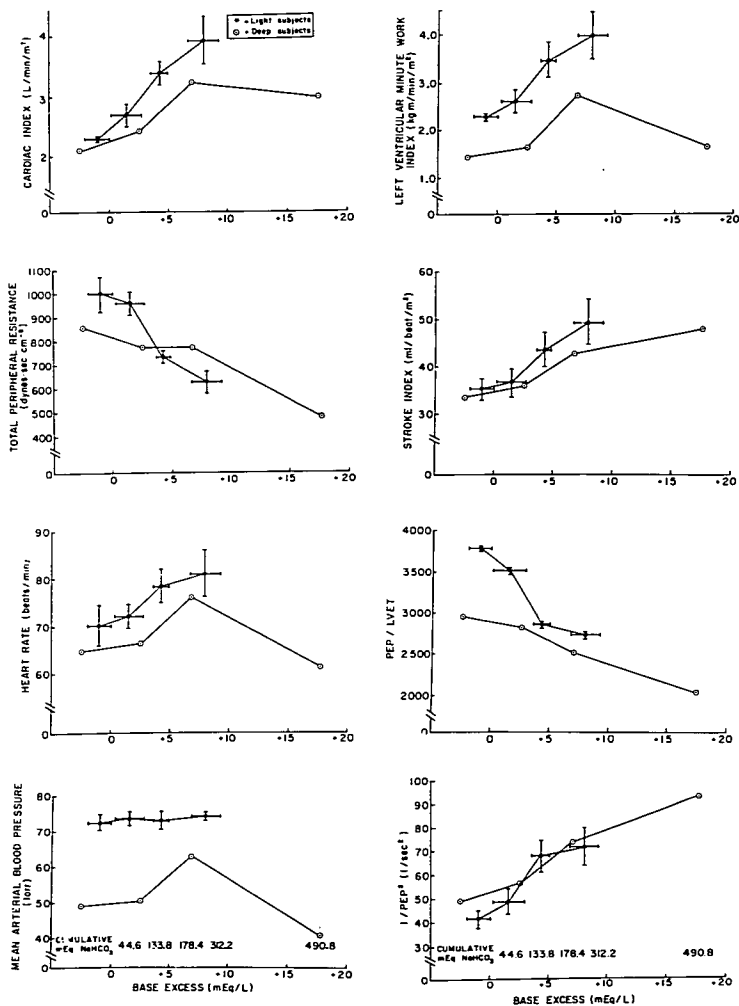 • = Light subjects
⊙ = Deep subjects
CARDIAC INDEX (L/min/m²)
4
3
2
0
0 +5 +10 +15 +20
LEFT VENTRICULAR MINUTE WORK
INDEX (kgm/min/m²)
4.0
3.0
2.0
1.0
0
0 +5 +10 +15 +20
TOTAL PERIPHERAL RESISTANCE
(dynes·sec cm⁻⁵)
1100
1000
900
800
700
600
500
400
0
0 +5 +10 +15 +20
STROKE INDEX (ml/beat/m²)
60
50
40
30
0
0 +5 +10 +15 +20
HEART RATE (beats/min)
90
80
70
60
0
0 +5 +10 +15 +20
PEP / LVET
4000
3500
3000
2500
2000
0
0 +5 +10 +15 +20
MEAN ARTERIAL BLOOD PRESSURE
(torr)
80
70
60
50
40
0
CUMULATIVE
mEq NaHCO₃ 44.6 133.8 178.4 312.2 490.8
0 +5 +10 +15 +20
BASE EXCESS (mEq/L)
1/PEP² (1/sec²)
100
90
80
70
60
50
40
30
0
CUMULATIVE
mEq NaHCO₃ 44.6 133.8 178.4 312.2 490.8
0 +5 +10 +15 +20
BASE EXCESS (mEq/L)